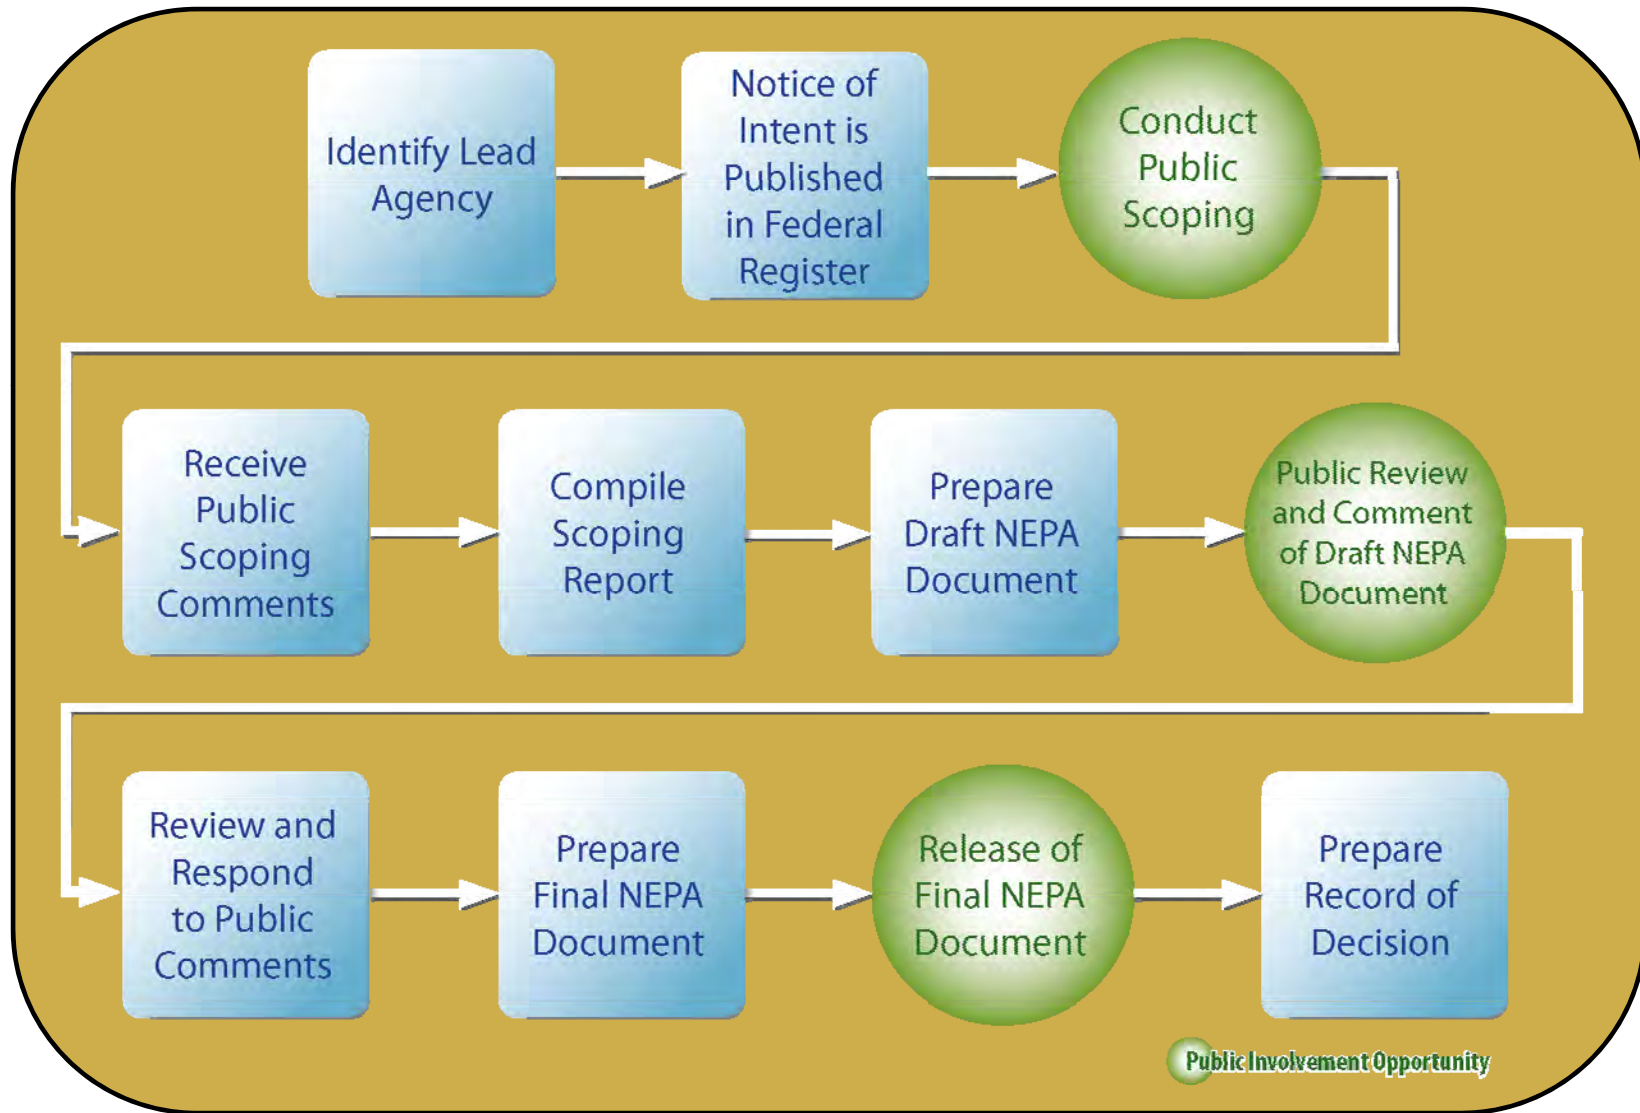 Identify Lead
Agency
Notice of
Intent is
Published
in Federal
Register
Conduct
Public
Scoping
Receive
Public
Scoping
Comments
Compile
Scoping
Report
Prepare
Draft NEPA
Document
Public Review
and Comment
of Draft NEPA
Document
Review and
Respond
to Public
Comments
Prepare
Final NEPA
Document
Release of
Final NEPA
Document
Prepare
Record of
Decision
Public Involvement Opportunity